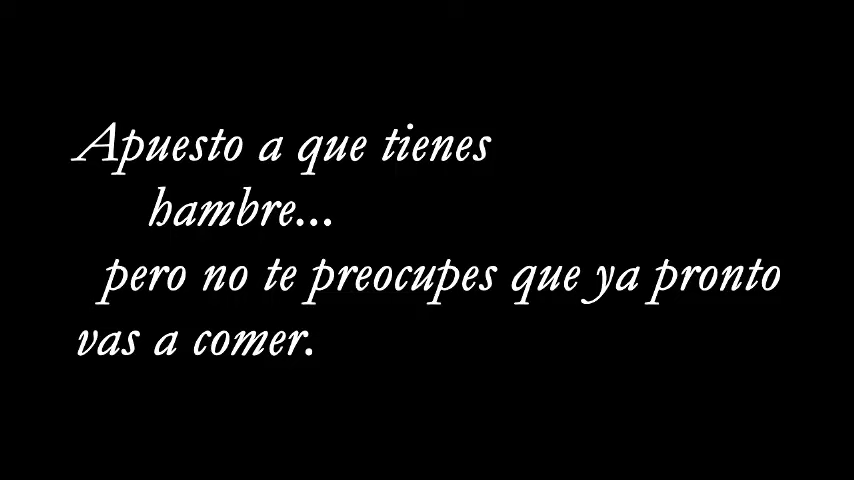 Apuesto a que tienes
hambre...
pero no te preocupes que ya pronto
vas a comer.